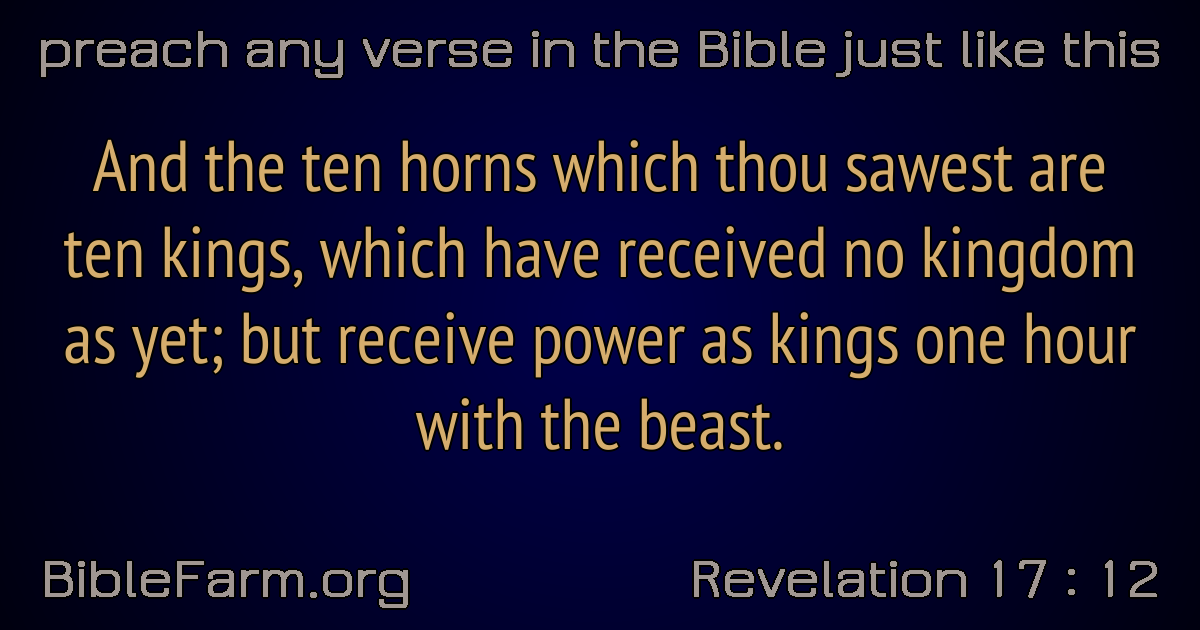 preach any verse in the Bible just like this
And the ten horns which thou sawest are
ten kings, which have received no kingdom
as yet; but receive power as kings one hour
with the beast.
BibleFarm.org
Revelation 17 : 12